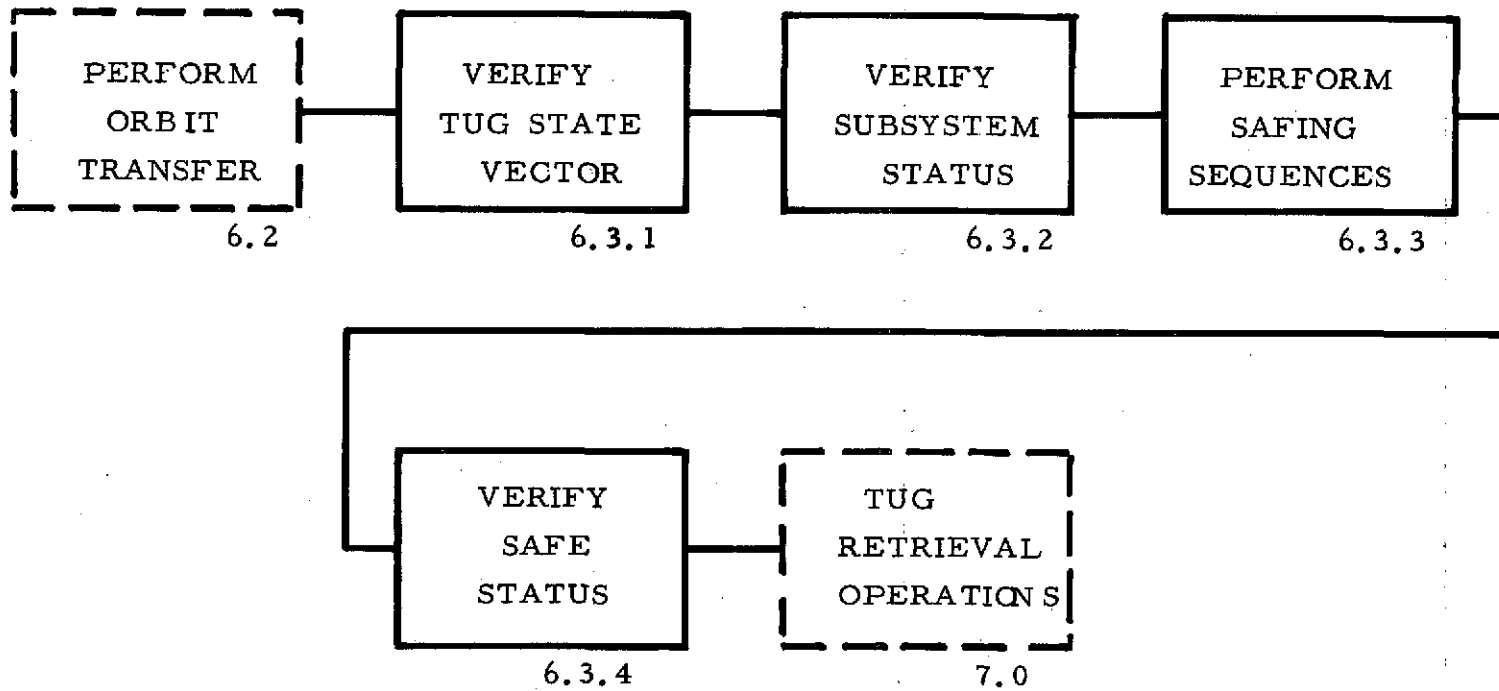 PERFORM
ORBIT
TRANSFER
6.2
VERIFY
TUG STATE
VECTOR
6.3.1
VERIFY
SUBSYSTEM
STATUS
6.3.2
PERFORM
SAFING
SEQUENCES
6.3.3
VERIFY
SAFE
STATUS
6.3.4
TUG
RETRIEVAL
OPERATIONS
7.0